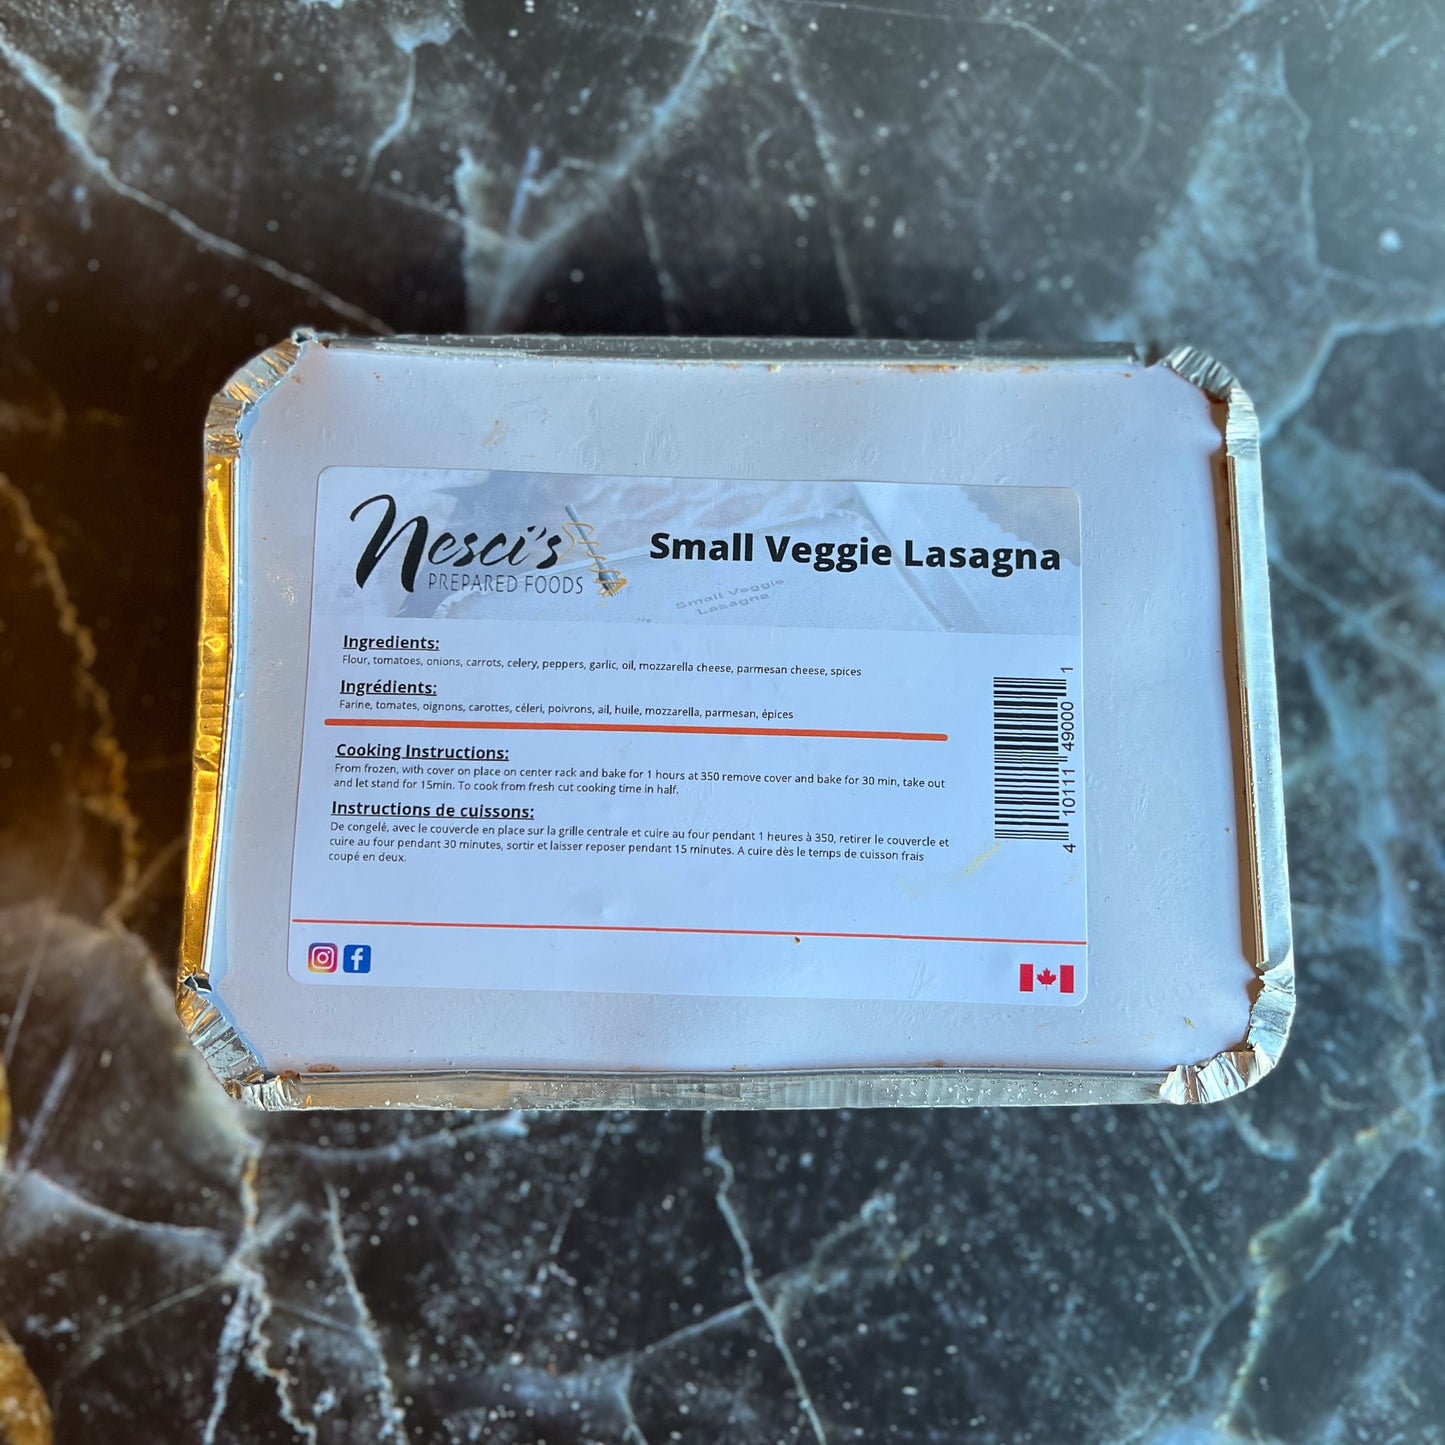 Nesci's
PREPARED FOODS
Small Veggie Lasagna
Small Veggie
Lasagna
Ingredients:
Flour, tomatoes, onions, carrots, celery, peppers, garlic, oil, mozzarella cheese, parmesan cheese, spices
Ingrédients:
Farine, tomates, oignons, carottes, céleri, poivrons, ail, huile, mozzarella, parmesan, épices
Cooking Instructions:
From frozen, with cover on place on center rack and bake for 1 hours at 350 remove cover and bake for 30 min, take out
and let stand for 15min. To cook from fresh cut cooking time in half.
Instructions de cuissons:
De congelé, avec le couvercle en place sur la grille centrale et cuire au four pendant 1 heures à 350, retirer le couvercle et
cuire au four pendant 30 minutes, sortir et laisser reposer pendant 15 minutes. A cuire dès le temps de cuisson frais
coupé en deux.
4 10111 49000 1